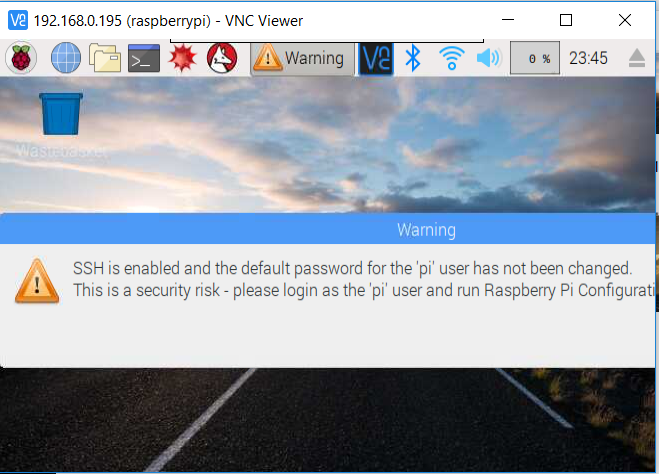 192.168.0.195 (raspberrypi) - VNC Viewer
Warning
0 %
23:45
Wastebasket
Warning
SSH is enabled and the default password for the 'pi' user has not been changed.
This is a security risk - please login as the 'pi' user and run Raspberry Pi Configurati